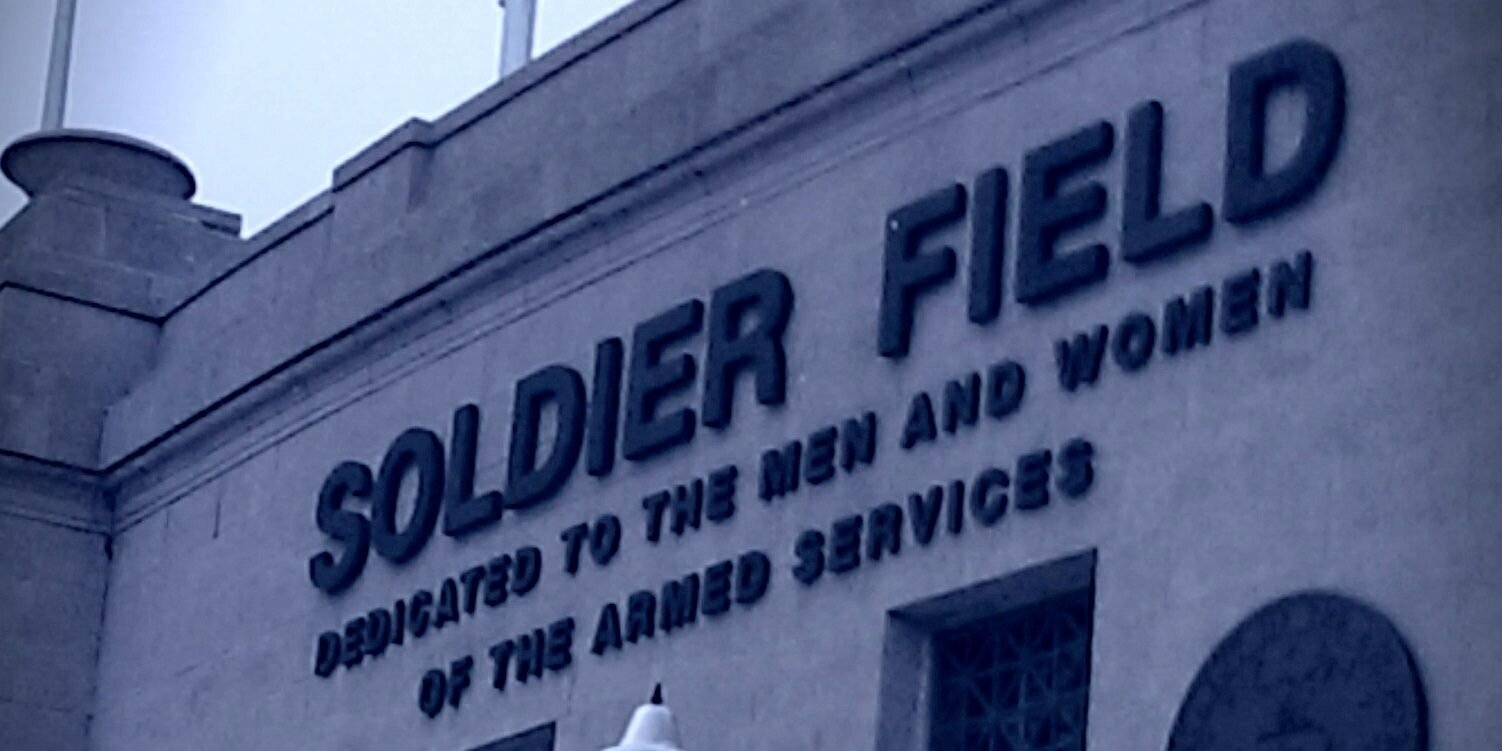 SOLDIER FIELD
DEDICATED TO THE MEN AND WOMEN
OF THE ARMED SERVICES